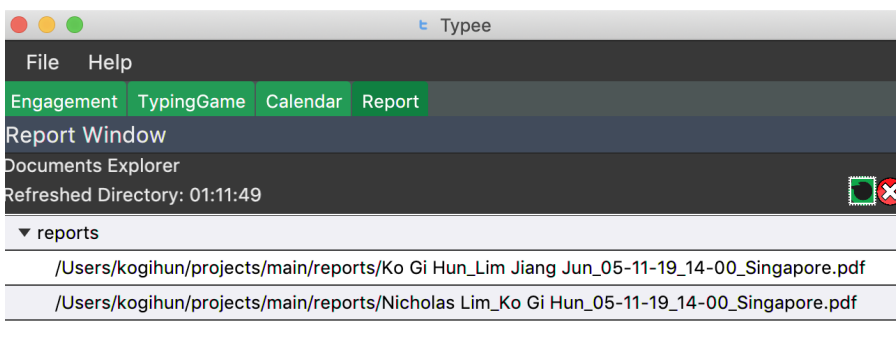 Typee
File Help
Engagement TypingGame Calendar Report
Report Window
Documents Explorer
Refreshed Directory: 01:11:49
reports
/Users/kogihun/projects/main/reports/Ko Gi Hun_Lim Jiang Jun_05-11-19_14-00_Singapore.pdf
/Users/kogihun/projects/main/reports/Nicholas Lim_Ko Gi Hun_05-11-19_14-00_Singapore.pdf